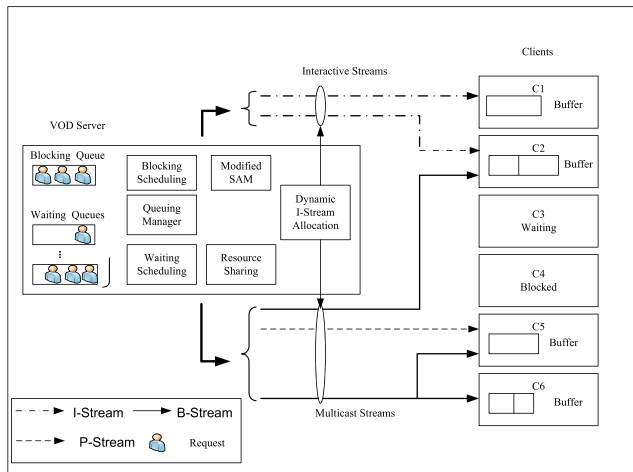 Clients
Interactive Streams
C1
Buffer
VOD Server
Blocking Queue
Blocking
Scheduling
Modified
SAM
C2
Buffer
Queuing
Manager
Dynamic
I-Stream
Allocation
Waiting Queues
C3
Waiting
Waiting
Scheduling
Resource
Sharing
C4
Blocked
C5
Buffer
C6
Buffer
Multicast Streams
I-Stream
B-Stream
P-Stream
Request